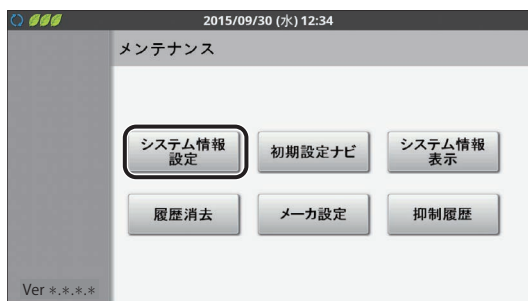 2015/09/30 (水) 12:34
メンテナンス
システム情報
設定
初期設定ナビ
システム情報
表示
履歴消去
メーカ設定
抑制履歴
Ver *.*.*.*